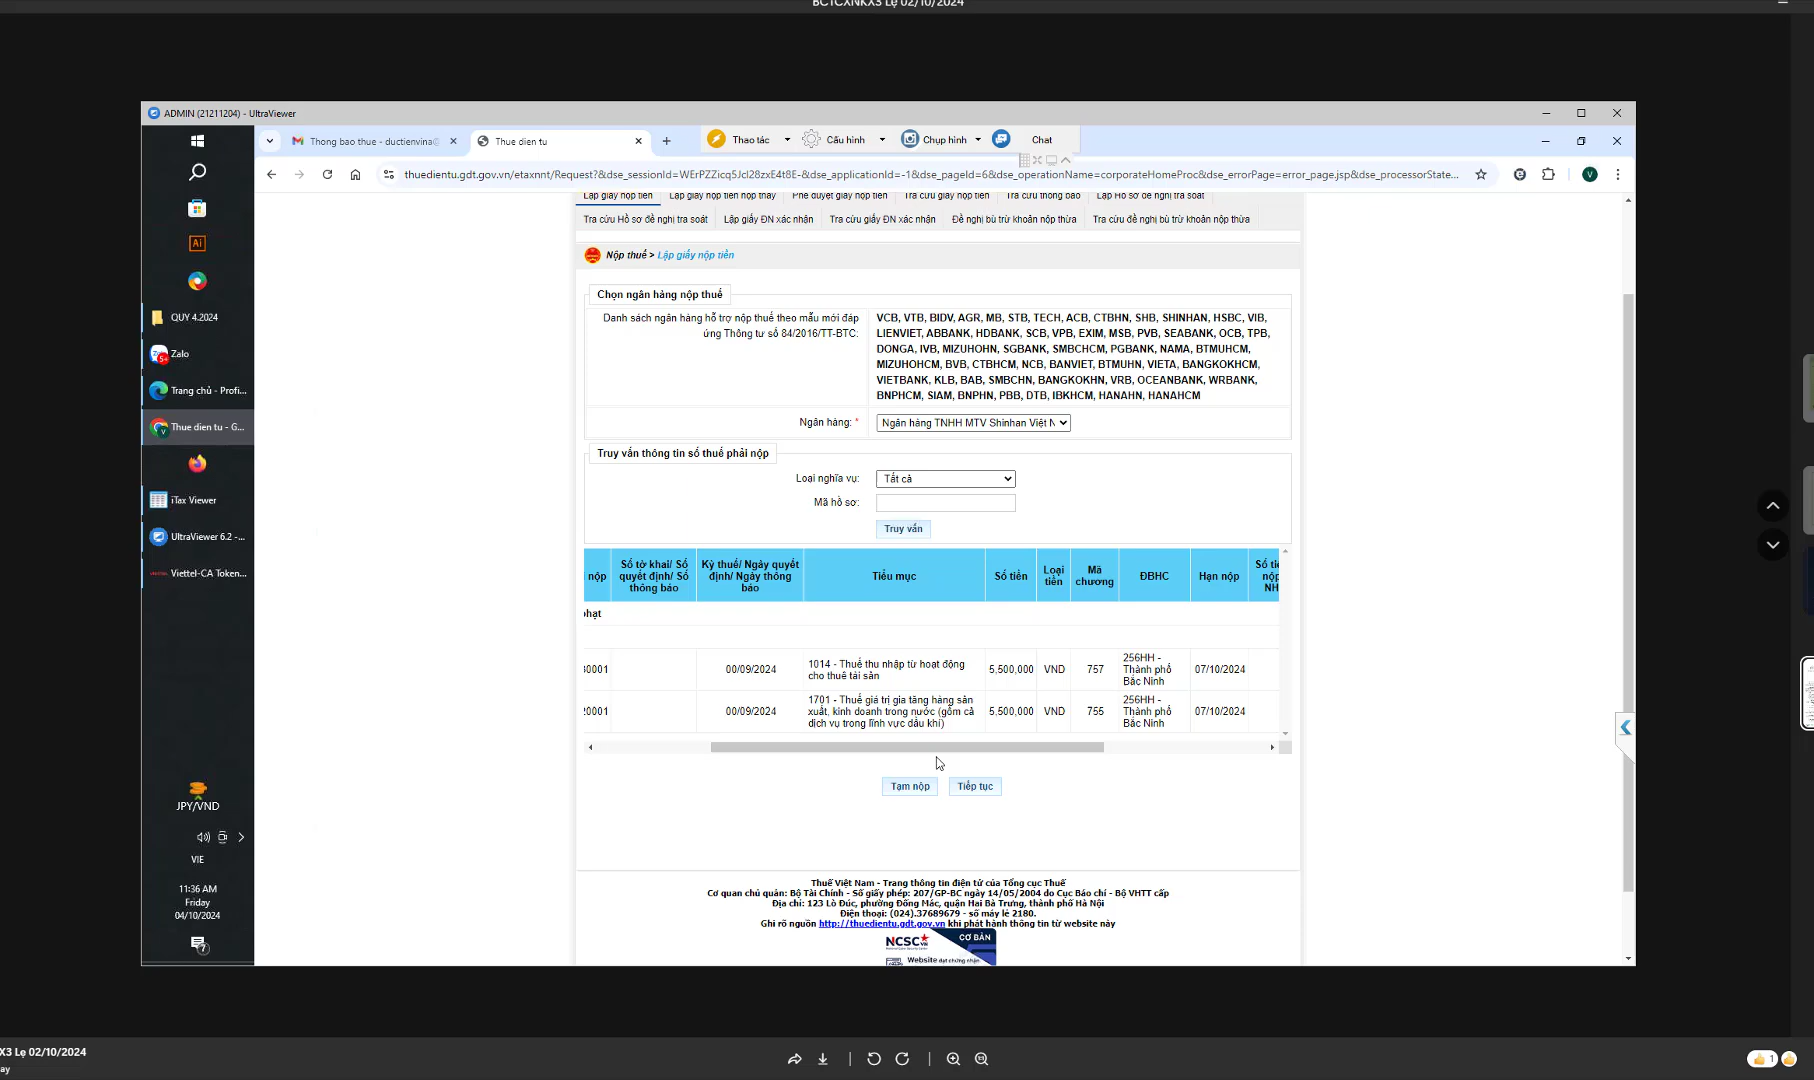 BCTCXNKX3 Lệ 02/10/2024
ADMIN (21211204) - UltraViewer
Thong bao thue - ductienvina@
Thue dien tu
Thao tác
Cấu hình
Chụp hình
Chat
thuedientu.gdt.gov.vn/etaxnnt/Request?&dse_sessionId=WErPZZicq5Jcl28zxE4t8E-&dse_applicationId=-1&dse_pageId=6&dse_operationName=corporateHomeProc&dse_errorPage=error_page.jsp&dse_processorState...
Lập giấy nộp tiền
Lập giấy nộp tiền nộp thay
Phê duyệt giấy nộp tiền
Tra cứu giấy nộp tiền
Tra cứu thông báo
Lập Hồ sơ đề nghị tra soát
Tra cứu Hồ sơ đề nghị tra soát
Lập giấy ĐN xác nhận
Tra cứu giấy ĐN xác nhận
Đề nghị bù trừ khoản nộp thừa
Tra cứu đề nghị bù trừ khoản nộp thừa
Nộp thuế > Lập giấy nộp tiền
Chọn ngân hàng nộp thuế
Danh sách ngân hàng hỗ trợ nộp thuế theo mẫu mới đáp
ứng Thông tư số 84/2016/TT-BTC:
VCB, VTB, BIDV, AGR, MB, STB, TECH, ACB, CTBHN, SHB, SHINHAN, HSBC, VIB,
LIENVIET, ABBANK, HDBANK, SCB, VPB, EXIM, MSB, PVB, SEABANK, OCB, TPB,
DONGA, IVB, MIZUHOHN, SGBANK, SMBCHCM, PGBANK, NAMA, BTMUHCM,
MIZUHOHCM, BVB, CTBHCM, NCB, BANVIET, BTMUHN, VIETA, BANGKOKHCM,
VIETBANK, KLB, BAB, SMBCHN, BANGKOKHN, VRB, OCEANBANK, WRBANK,
BNPHCM, SIAM, BNPHN, PBB, DTB, IBKHCM, HANAHN, HANAHCM
Ngân hàng: *
Ngân hàng TNHH MTV Shinhan Việt N
Truy vấn thông tin số thuế phải nộp
Loại nghĩa vụ:
Tất cả
Mã hồ sơ:
Truy vấn
nộp
Số tờ khai/ Số
quyết định/ Số
thông báo
Kỳ thuế/ Ngày quyết
định/ Ngày thông
báo
Tiểu mục
Số tiền
Loại
tiền
Mã
chương
ĐBHC
Hạn nộp
Số tiề
nộp
NH
phạt
0001
00/09/2024
1014 - Thuế thu nhập từ hoạt động
cho thuê tài sản
5,500,000
VND
757
256HH -
Thành phố
Bắc Ninh
07/10/2024
0001
00/09/2024
1701 - Thuế giá trị gia tăng hàng sản
xuất, kinh doanh trong nước (gồm cả
dịch vụ trong lĩnh vực dầu khí)
5,500,000
VND
755
256HH -
Thành phố
Bắc Ninh
07/10/2024
Tạm nộp
Tiếp tục
Thuế Việt Nam - Trang thông tin điện tử của Tổng cục Thuế
Cơ quan chủ quản: Bộ Tài Chính - Số giấy phép: 207/GP-BC ngày 14/05/2004 do Cục Báo chí - Bộ VHTT cấp
Địa chỉ: 123 Lò Đúc, phường Đống Mác, quận Hai Bà Trưng, thành phố Hà Nội
Điện thoại: (024).37689679 - số máy lẻ 2180.
Ghi rõ nguồn http://thuedientu.gdt.gov.vn khi phát hành thông tin từ website này
NCSC
CƠ BẢN
Website đạt chứng nhận
Ai
QUY 4.2024
Zalo
5+
Trang chủ - Profi...
Thue dien tu - G...
iTax Viewer
UltraViewer 6.2 -...
Viettel-CA Token...
JPY/VND
VIE
11:36 AM
Friday
04/10/2024
7
X3 Lệ 02/10/2024
ay
1